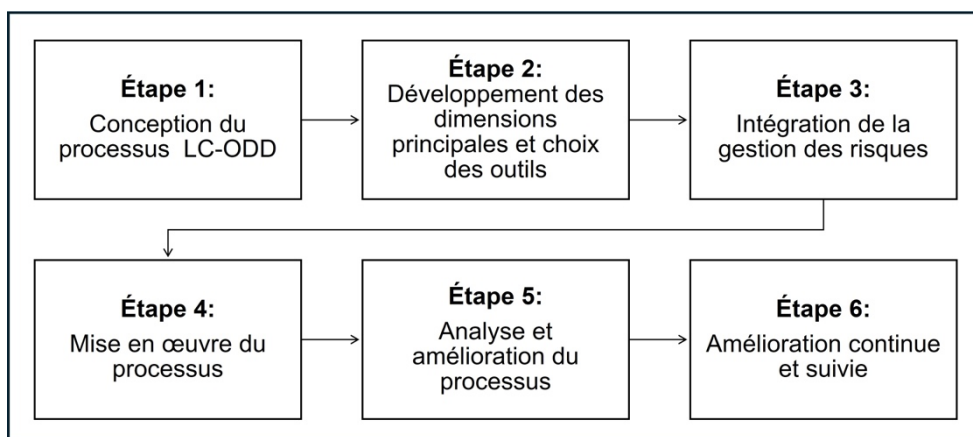 Étape 1:
Conception du
processus LC-ODD
Étape 2:
Développement des
dimensions
principales et choix
des outils
Étape 3:
Intégration de la
gestion des risques
Étape 4:
Mise en œuvre du
processus
Étape 5:
Analyse et
amélioration du
processus
Étape 6:
Amélioration continue
et suivie